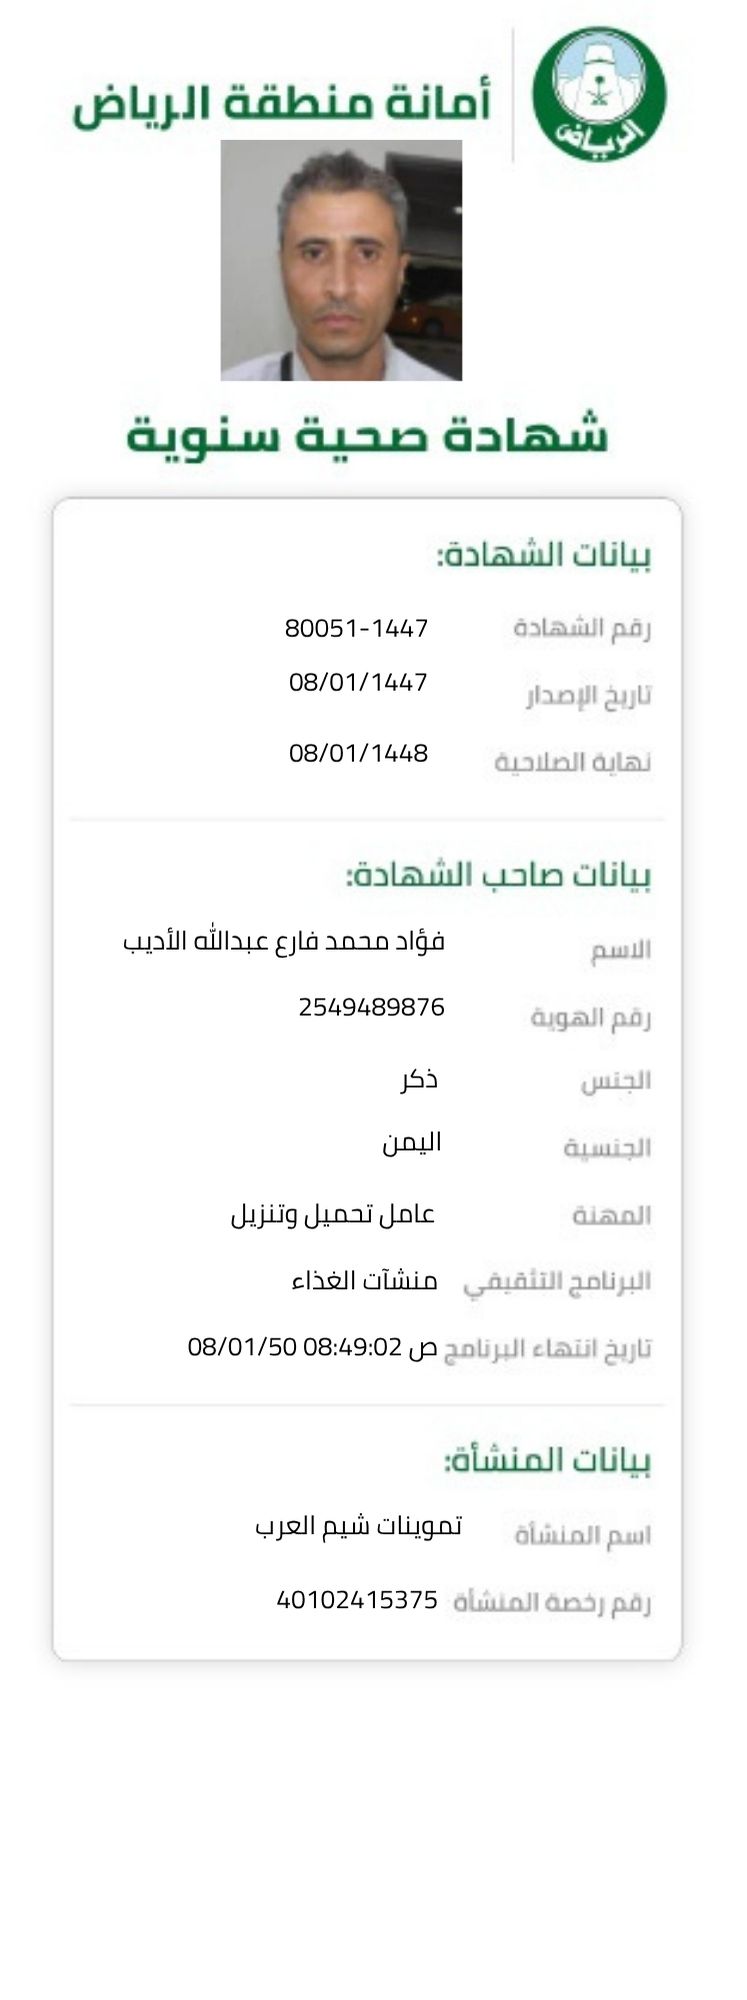 الرياض
أمانة منطقة الرياض
شهادة صحية سنوية
بيانات الشهادة:
رقم الشهادة 80051-1447
تاريخ الإصدار 08/01/1447
نهاية الصلاحية 08/01/1448
بيانات صاحب الشهادة:
الاسم فؤاد محمد فارع عبدالله الأديب
رقم الهوية 2549489876
الجنس ذكر
الجنسية اليمن
المهنة عامل تحميل وتنزيل
البرنامج التثقيفي منشآت الغذاء
تاريخ انتهاء البرنامج ص 08:49:02 08/01/50
بيانات المنشأة:
اسم المنشأة تموينات شيم العرب
رقم رخصة المنشأة 40102415375